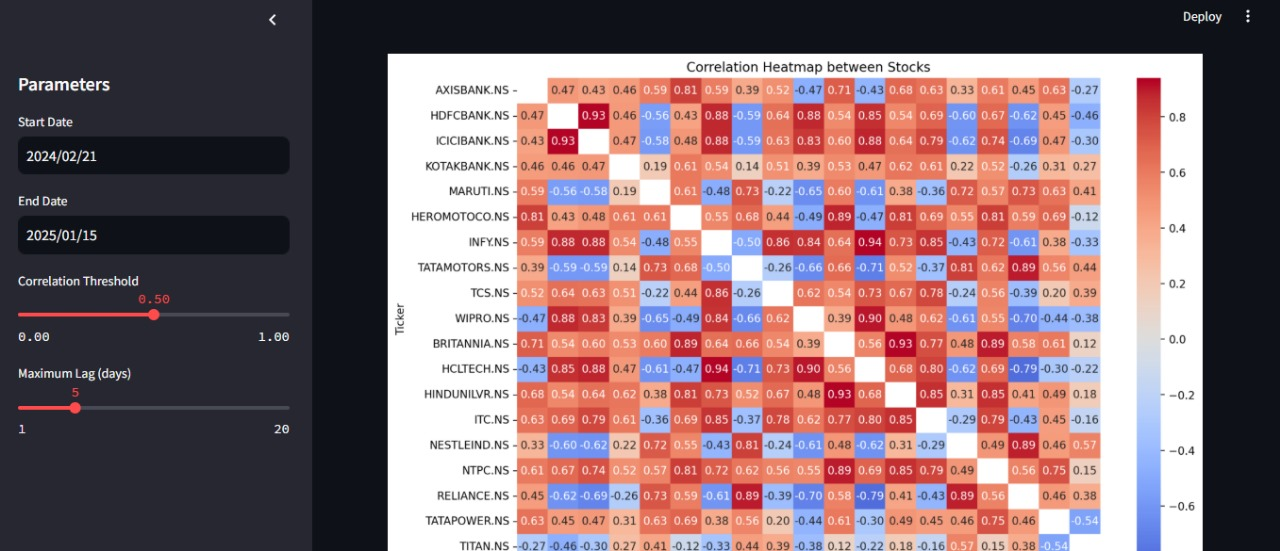 Deploy
Parameters
Start Date
2024/02/21
End Date
2025/01/15
Correlation Threshold
0.50
0.00 1.00
Maximum Lag (days)
5
1 20
Correlation Heatmap between Stocks
Ticker
AXISBANK.NS 0.47 0.43 0.46 0.59 0.81 0.59 0.39 0.52 -0.47 0.71 -0.43 0.68 0.63 0.33 0.61 0.45 0.63 -0.27
HDFCBANK.NS 0.47 0.93 0.46 -0.56 0.43 0.88 -0.59 0.64 0.88 0.54 0.85 0.54 0.69 -0.60 0.67 -0.62 0.45 -0.46
ICICIBANK.NS 0.43 0.93 0.47 -0.58 0.48 0.88 -0.59 0.63 0.83 0.60 0.88 0.64 0.79 -0.62 0.74 -0.69 0.47 -0.30
KOTAKBANK.NS 0.46 0.46 0.47 0.19 0.61 0.54 0.14 0.51 0.39 0.53 0.47 0.62 0.61 0.22 0.52 -0.26 0.31 0.27
MARUTI.NS 0.59 -0.56 -0.58 0.19 0.61 -0.48 0.73 -0.22 -0.65 0.60 -0.61 0.38 -0.36 0.72 0.57 0.73 0.63 0.41
HEROMOTOCO.NS 0.81 0.43 0.48 0.61 0.61 0.55 0.68 0.44 -0.49 0.89 -0.47 0.81 0.69 0.55 0.81 0.59 0.69 -0.12
INFY.NS 0.59 0.88 0.88 0.54 -0.48 0.55 -0.50 0.86 0.84 0.64 0.94 0.73 0.85 -0.43 0.72 -0.61 0.38 -0.33
TATAMOTORS.NS 0.39 -0.59 -0.59 0.14 0.73 0.68 -0.50 -0.26 -0.66 0.66 -0.71 0.52 -0.37 0.81 0.62 0.89 0.56 0.44
TCS.NS 0.52 0.64 0.63 0.51 -0.22 0.44 0.86 -0.26 0.62 0.54 0.73 0.67 0.78 -0.24 0.56 -0.39 0.20 0.39
WIPRO.NS -0.47 0.88 0.83 0.39 -0.65 -0.49 0.84 -0.66 0.62 0.39 0.90 0.48 0.62 -0.61 0.55 -0.70 -0.44 -0.38
BRITANNIA.NS 0.71 0.54 0.60 0.53 0.60 0.89 0.64 0.66 0.54 0.39 0.56 0.93 0.77 0.48 0.89 0.58 0.61 0.12
HCLTECH.NS -0.43 0.85 0.88 0.47 -0.61 -0.47 0.94 -0.71 0.73 0.90 0.56 0.68 0.80 -0.62 0.69 -0.79 -0.30 -0.22
HINDUNILVR.NS 0.68 0.54 0.64 0.62 0.38 0.81 0.73 0.52 0.67 0.48 0.93 0.68 0.85 0.31 0.85 0.41 0.49 0.18
ITC.NS 0.63 0.69 0.79 0.61 -0.36 0.69 0.85 -0.37 0.78 0.62 0.77 0.80 0.85 -0.29 0.79 -0.43 0.45 -0.16
NESTLEIND.NS 0.33 -0.60 -0.62 0.22 0.72 0.55 -0.43 0.81 -0.24 -0.61 0.48 -0.62 0.31 -0.29 0.49 0.89 0.46 0.57
NTPC.NS 0.61 0.67 0.74 0.52 0.57 0.81 0.72 0.62 0.56 0.55 0.89 0.69 0.85 0.79 0.49 0.56 0.75 0.15
RELIANCE.NS 0.45 -0.62 -0.69 -0.26 0.73 0.59 -0.61 0.89 -0.39 -0.70 0.58 -0.79 0.41 -0.43 0.89 0.56 0.46 0.38
TATAPOWER.NS 0.63 0.45 0.47 0.31 0.63 0.69 0.38 0.56 0.20 -0.44 0.61 -0.30 0.49 0.45 0.46 0.75 0.46 -0.54
TITAN.NS -0.27 -0.46 -0.30 0.27 0.41 -0.12 -0.33 0.44 0.39 -0.38 0.12 -0.22 0.18 -0.16 0.57 0.15 0.38 -0.54
0.8
0.6
0.4
0.2
0.0
−0.2
−0.4
−0.6